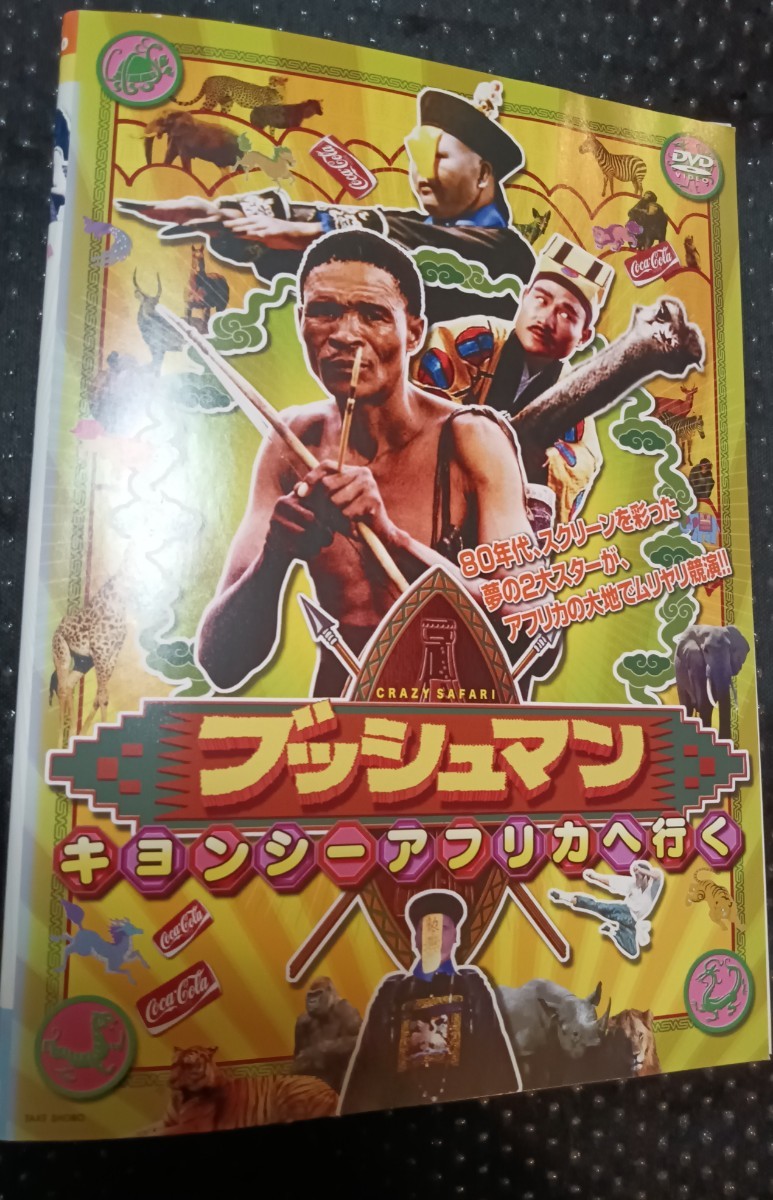 Coca-Cola
DVD
VIDEO
Coca-Cola
80年代、スクリーンを彩った
夢の2大スターが、
アフリカの大地でムリヤリ競演!!
CRAZY SAFARI
ブッシュマン
キョンシーアフリカへ行く
Coca-Cola
Coca-Cola